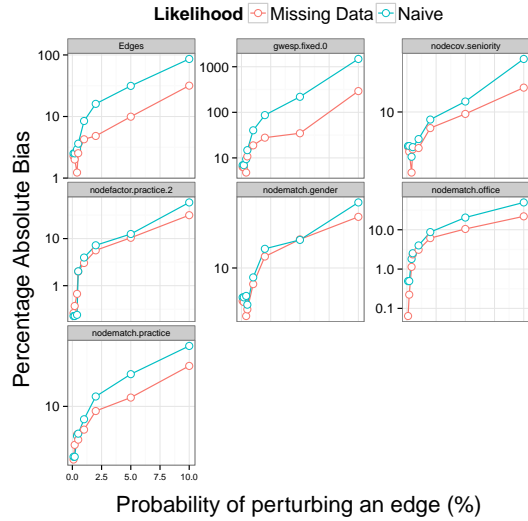 Likelihood Missing Data Naive
Edges
gwesp.fixed.0
nodecov.seniority
100
10
1
1000
100
10
10
nodefactor.practice.2
nodematch.gender
nodematch.office
10
1
10
10.0
1.0
0.1
nodematch.practice
10
0.0 2.5 5.0 7.5 10.0
Percentage Absolute Bias
Probability of perturbing an edge (%)